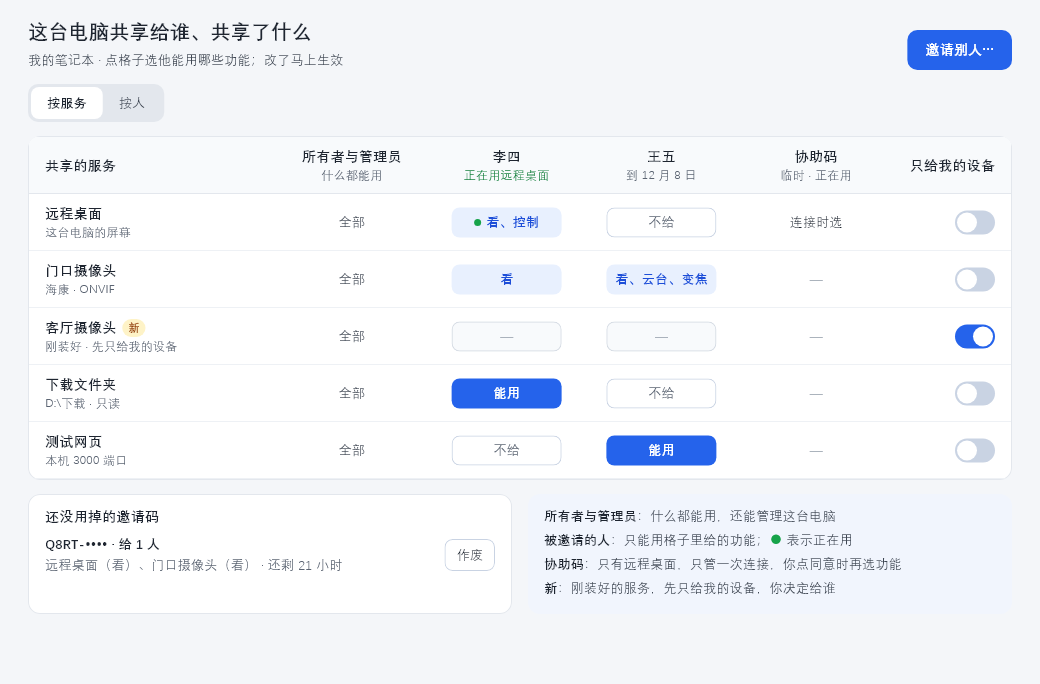 这台电脑共享给谁、共享了什么
我的笔记本 · 点格子选他能用哪些功能；改了马上生效
邀请别人…
按服务 按人
共享的服务 所有者与管理员 李四 王五 协助码 只给我的设备
什么都能用 正在用远程桌面 到 12 月 8 日 临时 · 正在用
远程桌面 全部 看、控制 不给 连接时选
这台电脑的屏幕
门口摄像头 全部 看 看、云台、变焦 —
海康 · ONVIF
客厅摄像头 新 全部 — — —
刚装好 · 先只给我的设备
下载文件夹 全部 能用 不给 —
D:\下载 · 只读
测试网页 全部 不给 能用 —
本机 3000 端口
还没用掉的邀请码
Q8RT-•••• · 给 1 人
远程桌面（看）、门口摄像头（看） · 还剩 21 小时
作废
所有者与管理员：什么都能用，还能管理这台电脑
被邀请的人：只能用格子里给的功能；● 表示正在用
协助码：只有远程桌面，只管一次连接，你点同意时再选功能
新：刚装好的服务，先只给我的设备，你决定给谁